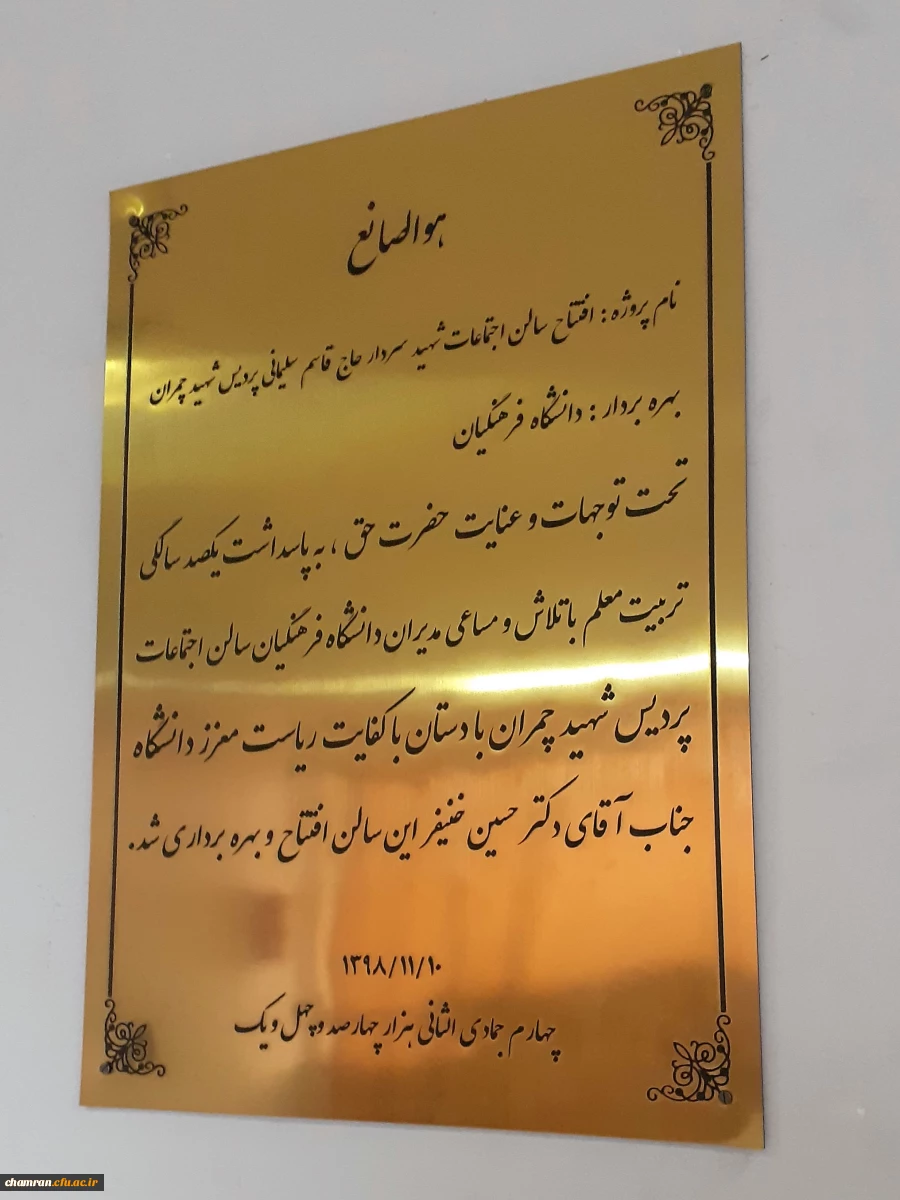 هوالصانع
نام پروژه : افتتاح سالن اجتماعات شهید سردار حاج قاسم سلیمانی پردیس شهید چمران
بهره بردار : دانشگاه فرهنگیان
تحت توجهات و عنایت حضرت حق ، به پاسداشت یکصد سالگی
تربیت معلم با تلاش و مساعی مدیران دانشگاه فرهنگیان سالن اجتماعات
پردیس شهید چمران با دستان با کفایت ریاست معزز دانشگاه
جناب آقای دکتر حسین خنیفر این سالن افتتاح و بهره برداری شد.
۱۳۹۸/۱۱/۱۰
چهارم جمادی الثانی هزار چهارصد و چهل و یک
chamran.cfu.ac.ir